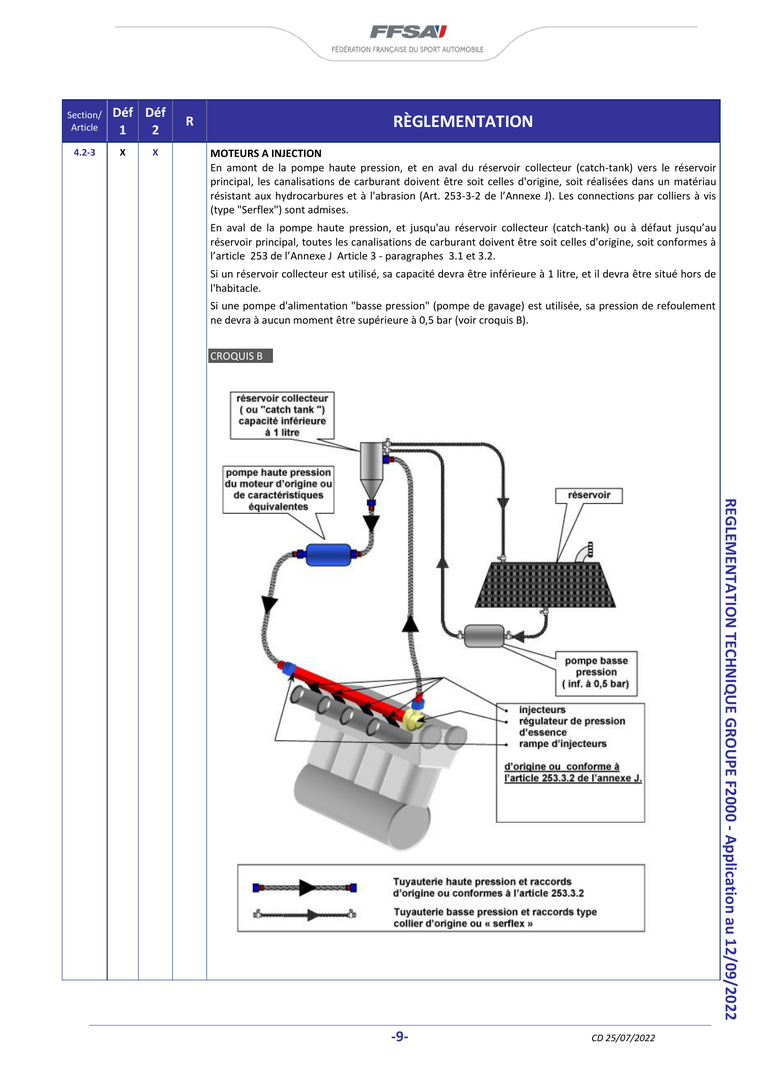 FFSA
FÉDÉRATION FRANÇAISE DU SPORT AUTOMOBILE
Section/
Article
Déf
1
Déf
2
R
RÈGLEMENTATION
4.2-3
X
X
MOTEURS A INJECTION
En amont de la pompe haute pression, et en aval du réservoir collecteur (catch-tank) vers le réservoir
principal, les canalisations de carburant doivent être soit celles d'origine, soit réalisées dans un matériau
résistant aux hydrocarbures et à l'abrasion (Art. 253-3-2 de l’Annexe J). Les connections par colliers à vis
(type "Serflex") sont admises.
En aval de la pompe haute pression, et jusqu'au réservoir collecteur (catch-tank) ou à défaut jusqu’au
réservoir principal, toutes les canalisations de carburant doivent être soit celles d'origine, soit conformes à
l’article 253 de l’Annexe J Article 3 - paragraphes 3.1 et 3.2.
Si un réservoir collecteur est utilisé, sa capacité devra être inférieure à 1 litre, et il devra être situé hors de
l'habitacle.
Si une pompe d'alimentation "basse pression" (pompe de gavage) est utilisée, sa pression de refoulement
ne devra à aucun moment être supérieure à 0,5 bar (voir croquis B).
CROQUIS B
réservoir collecteur
( ou "catch tank ")
capacité inférieure
à 1 litre
pompe haute pression
du moteur d'origine ou
de caractéristiques
équivalentes
réservoir
pompe basse
pression
( inf. à 0,5 bar)
injecteurs
régulateur de pression
d'essence
rampe d'injecteurs
d'origine ou conforme à
l'article 253.3.2 de l'annexe J.
Tuyauterie haute pression et raccords
d'origine ou conformes à l'article 253.3.2
Tuyauterie basse pression et raccords type
collier d'origine ou « serflex »
REGLEMENTATION TECHNIQUE GROUPE F2000 - Application au 12/09/2022
-9-
CD 25/07/2022